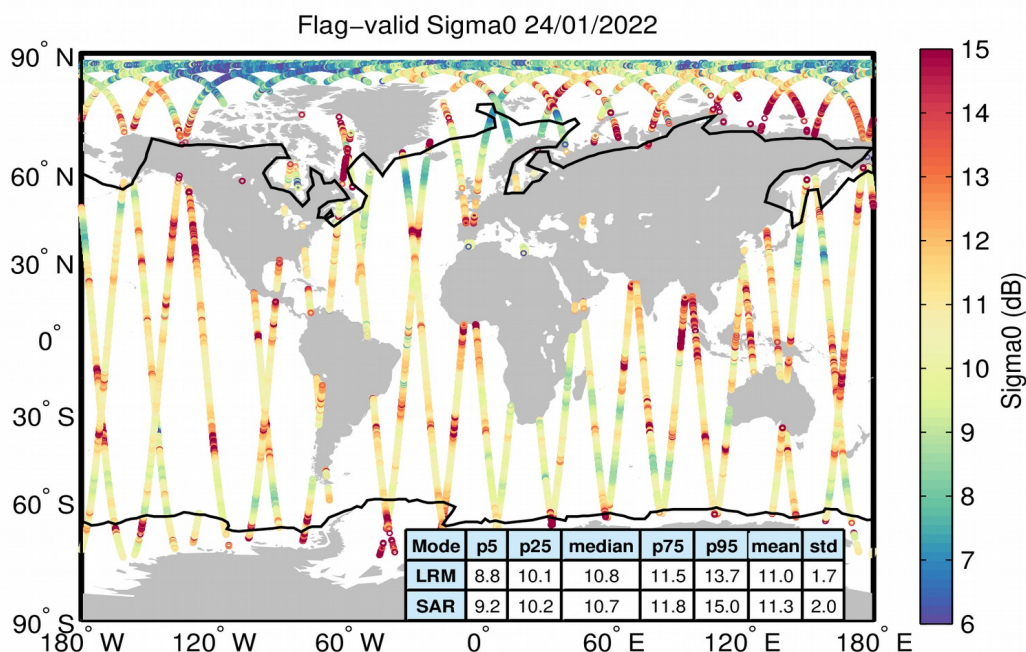 Flag-valid Sigma0 24/01/2022
90° N
60° N
30° N
0°
30° S
60° S
90° S
180° W
120° W
60° W
0°
60° E
120° E
180° E
15
14
13
12
11
10
9
8
7
6
Sigma0 (dB)
Mode p5 p25 median p75 p95 mean std
LRM 8.8 10.1 10.8 11.5 13.7 11.0 1.7
SAR 9.2 10.2 10.7 11.8 15.0 11.3 2.0